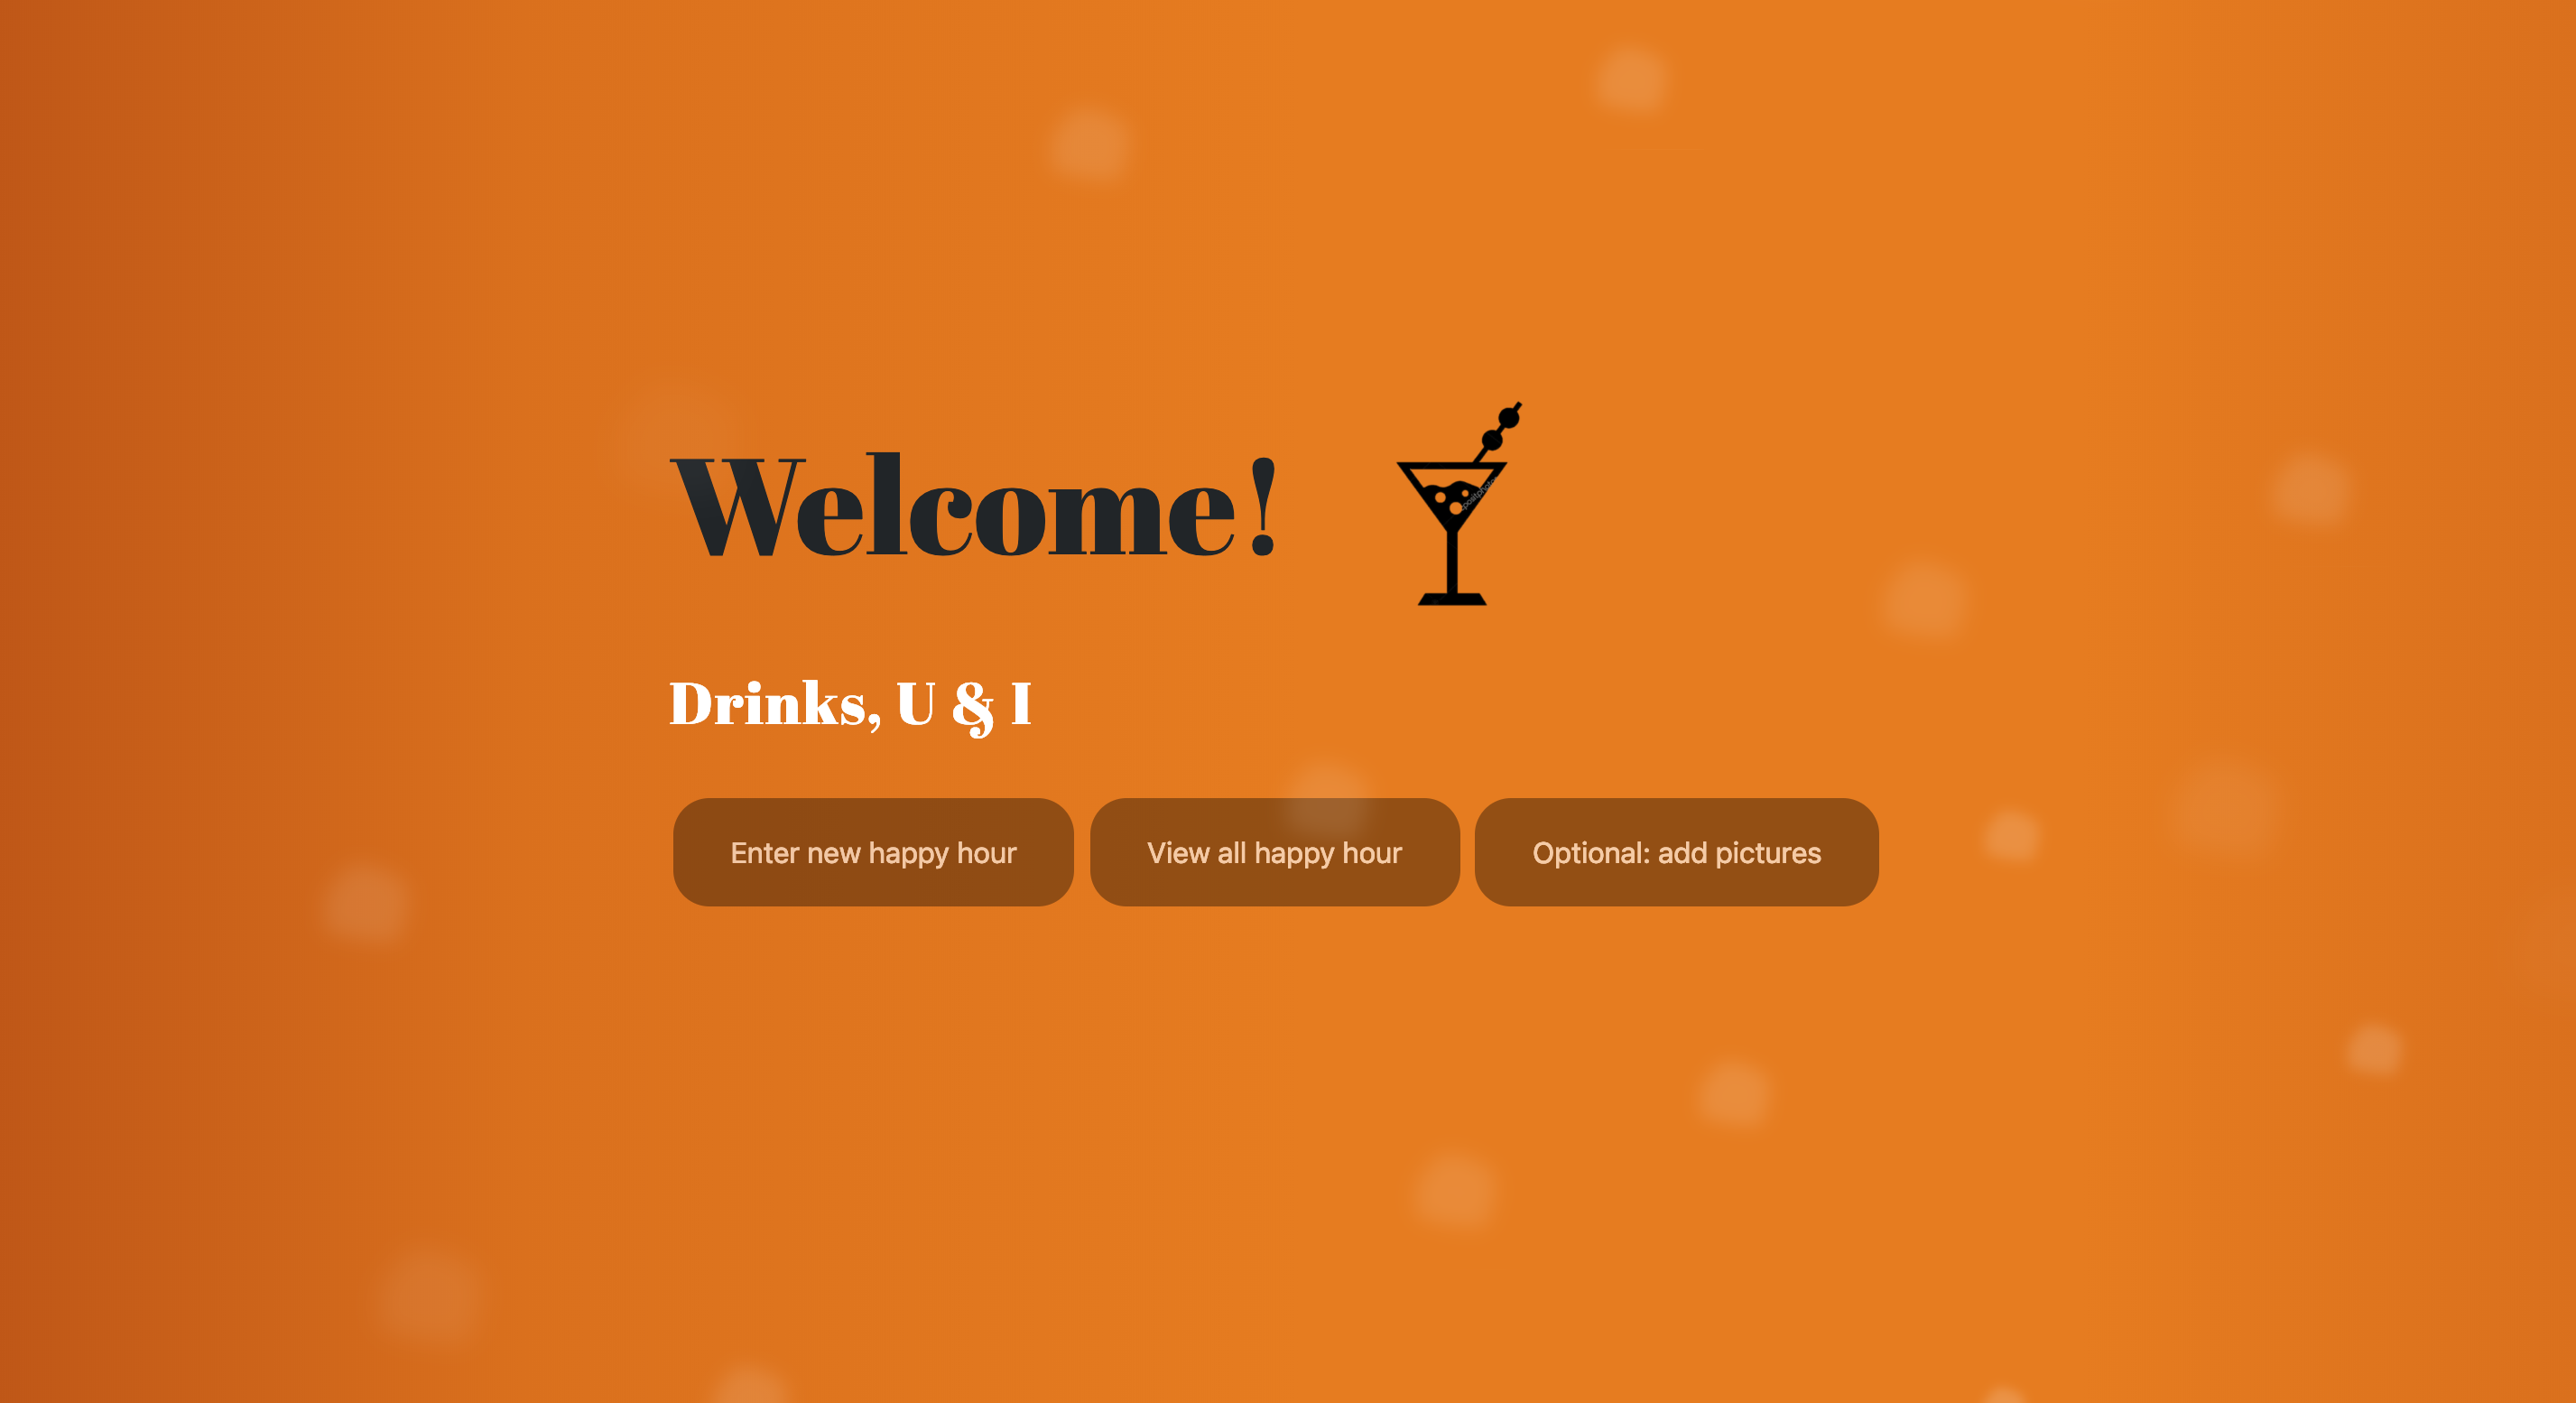 Welcome!
Drinks, U & I
Enter new happy hour
View all happy hour
Optional: add pictures